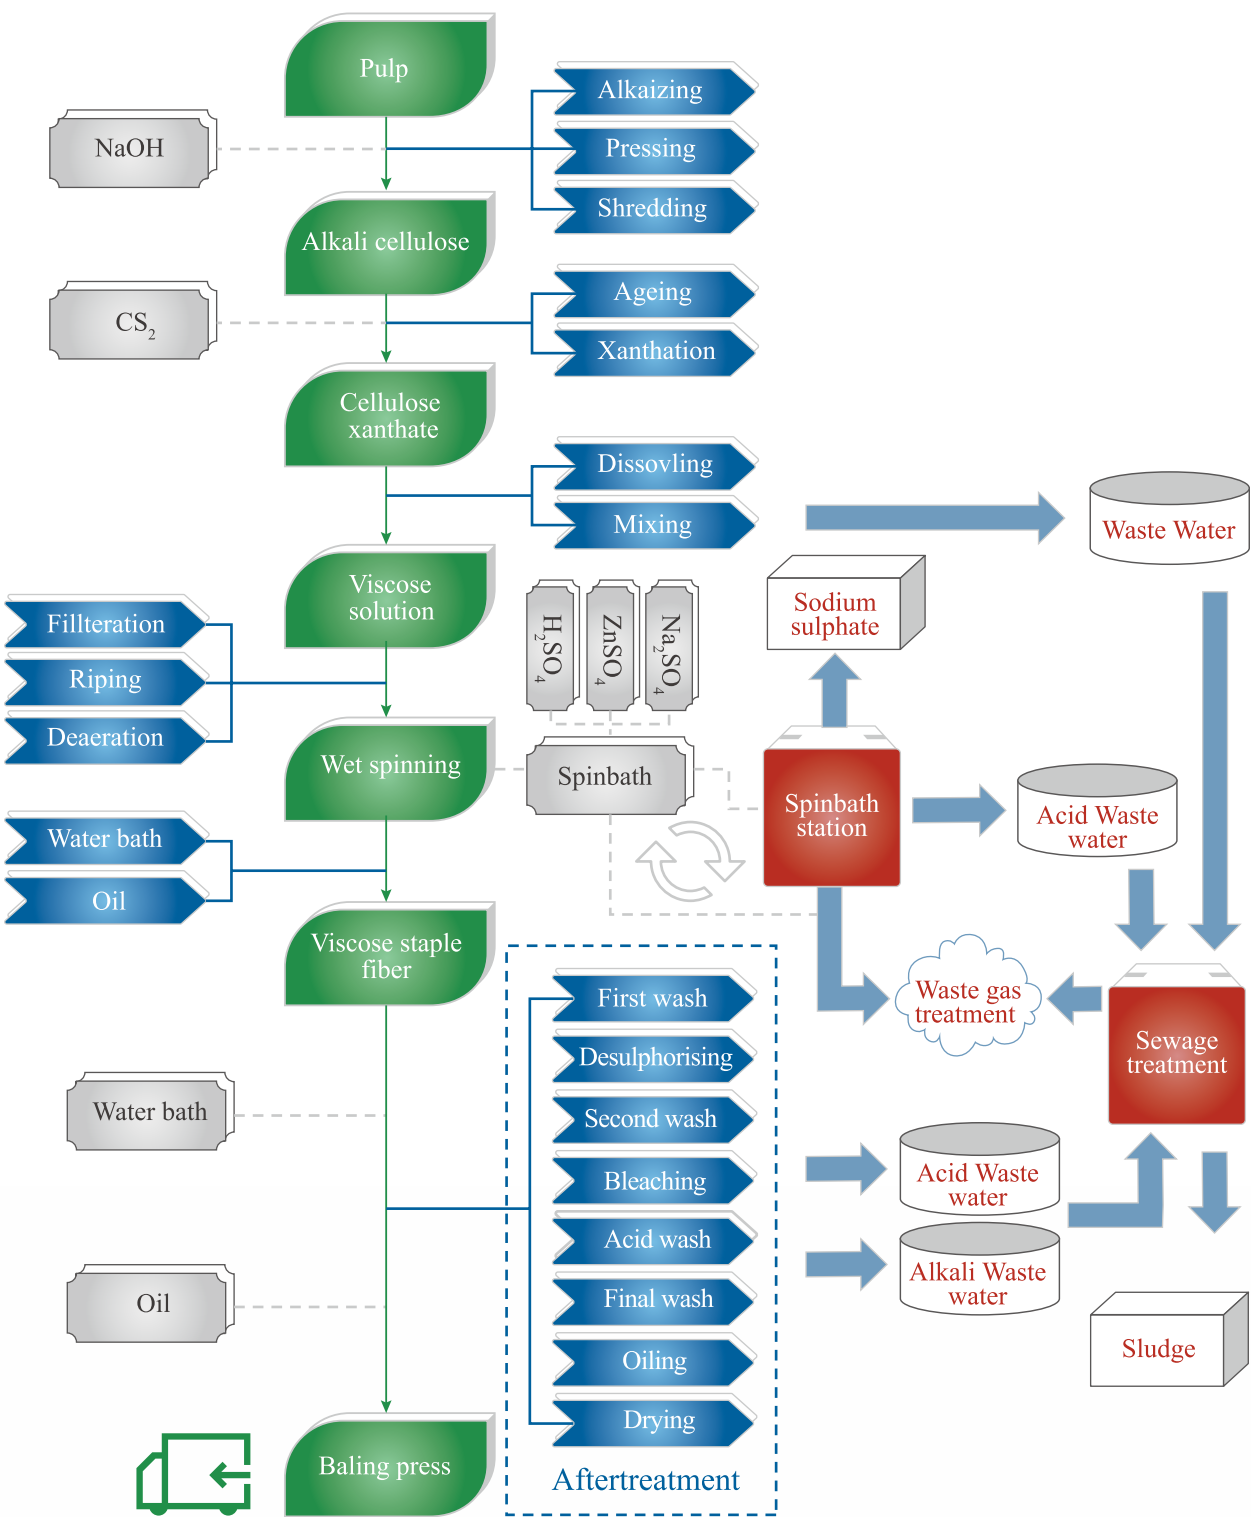 Pulp
Alkaizing
NaOH
Pressing
Shredding
Alkali cellulose
Ageing
CS2
Xanthation
Cellulose
xanthate
Dissovling
Mixing
Waste Water
Viscose
solution
Fillteration
Riping
Deaeration
H2SO4
ZnSO4
Na2SO4
Sodium
sulphate
Wet spinning
Spinbath
Spinbath
station
Acid Waste
water
Water bath
Oil
Viscose staple
fiber
First wash
Waste gas
treatment
Sewage
treatment
Desulphorising
Water bath
Second wash
Bleaching
Acid Waste
water
Acid wash
Alkali Waste
water
Oil
Final wash
Oiling
Sludge
Drying
Baling press
Aftertreatment